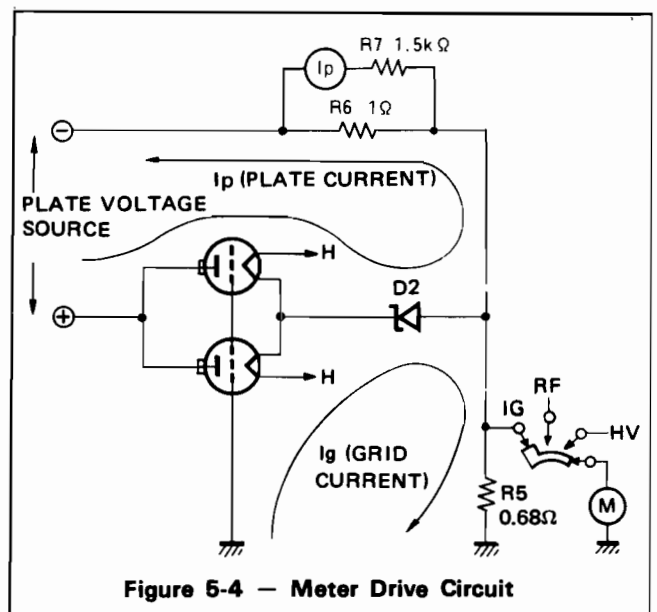 R7 1.5kΩ
Ip
R6 1Ω
⊖
Ip (PLATE CURRENT)
PLATE VOLTAGE
SOURCE
H
D2
⊕
H
RF
IG
HV
Ig (GRID
CURRENT)
R5
0.68Ω
M
Figure 5-4 — Meter Drive Circuit